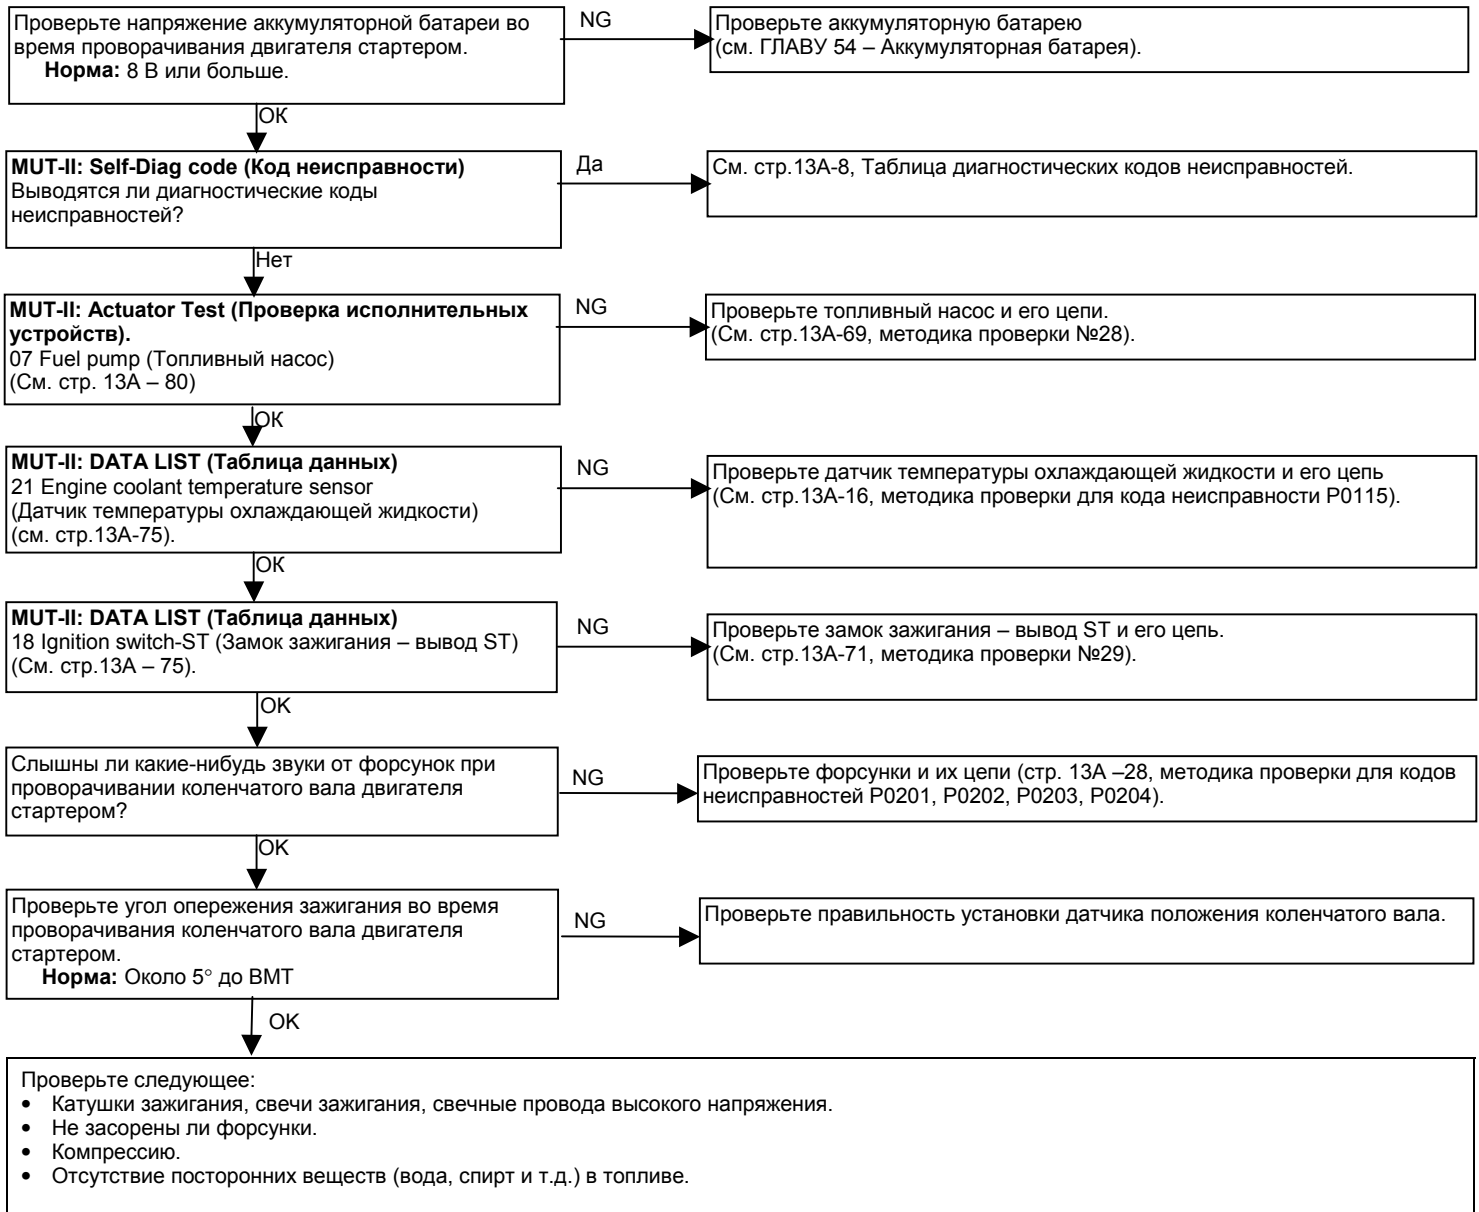 Проверьте напряжение аккумуляторной батареи во
время проворачивания двигателя стартером.
Норма: 8 В или больше.
NG
Проверьте аккумуляторную батарею
(см. ГЛАВУ 54 – Аккумуляторная батарея).
ОК
MUT-II: Self-Diag code (Код неисправности)
Выводятся ли диагностические коды
неисправностей?
Да
См. стр.13А-8, Таблица диагностических кодов неисправностей.
Нет
MUT-II: Actuator Test (Проверка исполнительных
устройств).
07 Fuel pump (Топливный насос)
(См. стр. 13А – 80)
NG
Проверьте топливный насос и его цепи.
(См. стр.13А-69, методика проверки №28).
ОК
MUT-II: DATA LIST (Таблица данных)
21 Engine coolant temperature sensor
(Датчик температуры охлаждающей жидкости)
(см. стр.13А-75).
NG
Проверьте датчик температуры охлаждающей жидкости и его цепь
(См. стр.13А-16, методика проверки для кода неисправности Р0115).
ОК
MUT-II: DATA LIST (Таблица данных)
18 Ignition switch-ST (Замок зажигания – вывод ST)
(См. стр.13А – 75).
NG
Проверьте замок зажигания – вывод ST и его цепь.
(См. стр.13А-71, методика проверки №29).
OK
Слышны ли какие-нибудь звуки от форсунок при
проворачивании коленчатого вала двигателя
стартером?
NG
Проверьте форсунки и их цепи (стр. 13А –28, методика проверки для кодов
неисправностей Р0201, Р0202, Р0203, Р0204).
OK
Проверьте угол опережения зажигания во время
проворачивания коленчатого вала двигателя
стартером.
Норма: Около 5° до ВМТ
NG
Проверьте правильность установки датчика положения коленчатого вала.
OK
Проверьте следующее:
• Катушки зажигания, свечи зажигания, свечные провода высокого напряжения.
• Не засорены ли форсунки.
• Компрессию.
• Отсутствие посторонних веществ (вода, спирт и т.д.) в топливе.